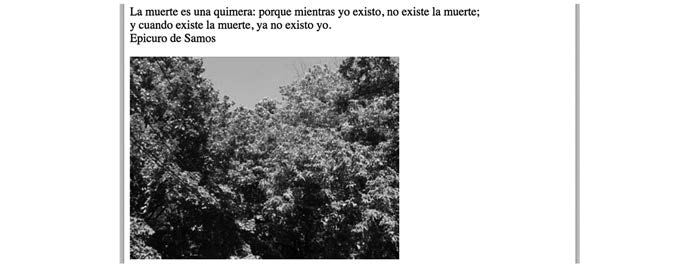 La muerte es una quimera: porque mientras yo existo, no existe la muerte;
y cuando existe la muerte, ya no existo yo.
Epicuro de Samos